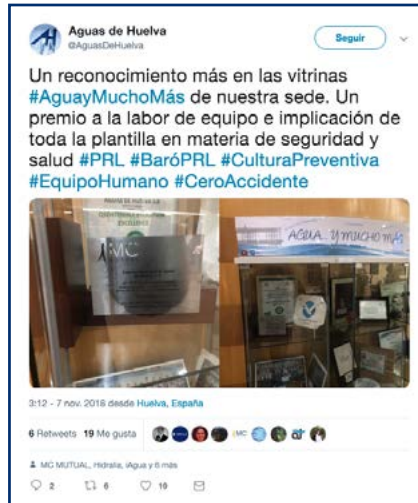 Aguas de Huelva
@AguasDeHuelva
Seguir
Un reconocimiento más en las vitrinas
#AguayMuchoMás de nuestra sede. Un
premio a la labor de equipo e implicación de
toda la plantilla en materia de seguridad y
salud #PRL #BaróPRL #CulturaPreventiva
#EquipoHumano #CeroAccidente
MC
AGUA Y MUCHO MÁS
3:12 - 7 nov. 2018 desde Huelva, España
6 Retweets 19 Me gusta
MC MUTUAL, Hidralia, iAgua y 6 más
2 6 19